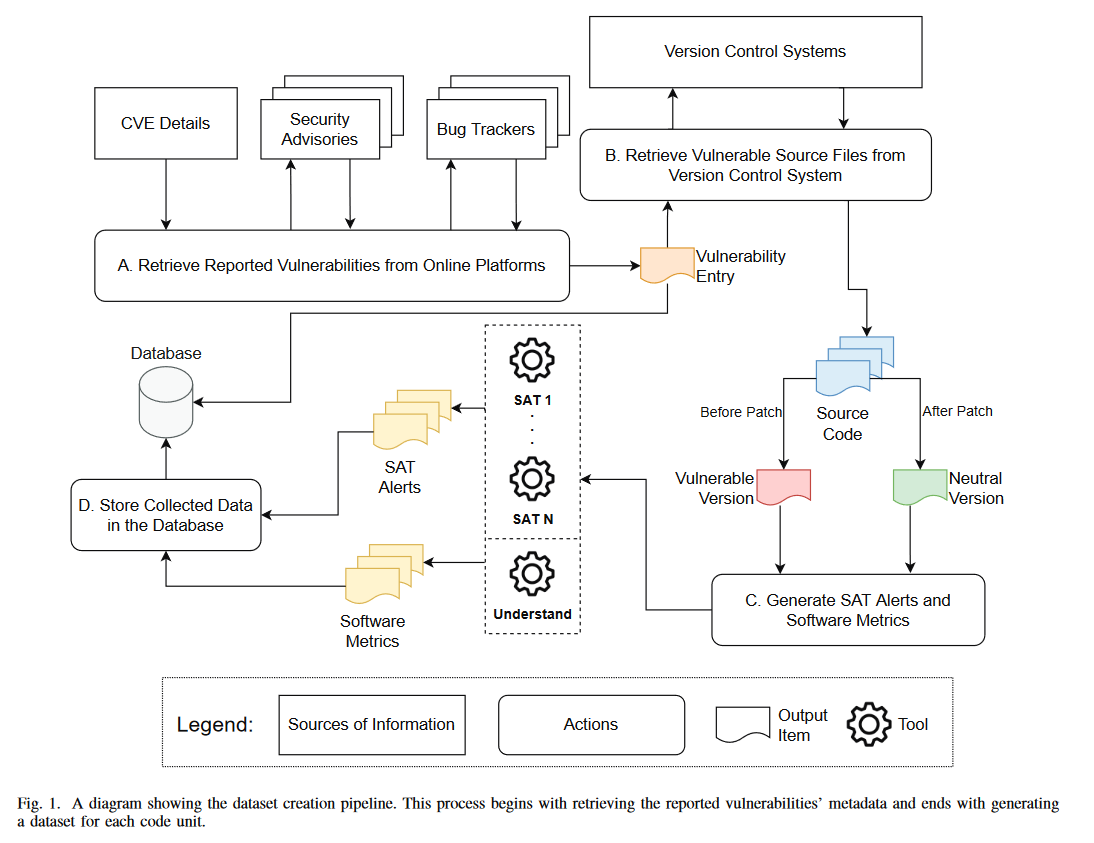 Version Control Systems
CVE Details
Security
Advisories
Bug Trackers
B. Retrieve Vulnerable Source Files from
Version Control System
A. Retrieve Reported Vulnerabilities from Online Platforms
Vulnerability
Entry
Database
SAT 1
.
.
.
SAT N
Understand
SAT
Alerts
Software
Metrics
D. Store Collected Data
in the Database
Before Patch
Source
Code
After Patch
Vulnerable
Version
Neutral
Version
C. Generate SAT Alerts and
Software Metrics
Legend:
Sources of Information
Actions
Output
Item
Tool
Fig. 1. A diagram showing the dataset creation pipeline. This process begins with retrieving the reported vulnerabilities' metadata and ends with generating
a dataset for each code unit.